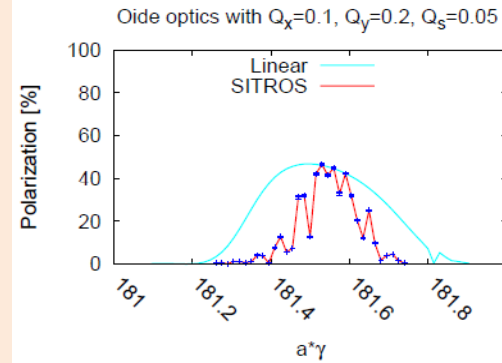 Oide optics with Qx=0.1, Qy=0.2, Qs=0.05
Linear
SITROS
Polarization [%]
100
80
60
40
20
0
181
181.2
181.4
181.6
181.8
a*γ